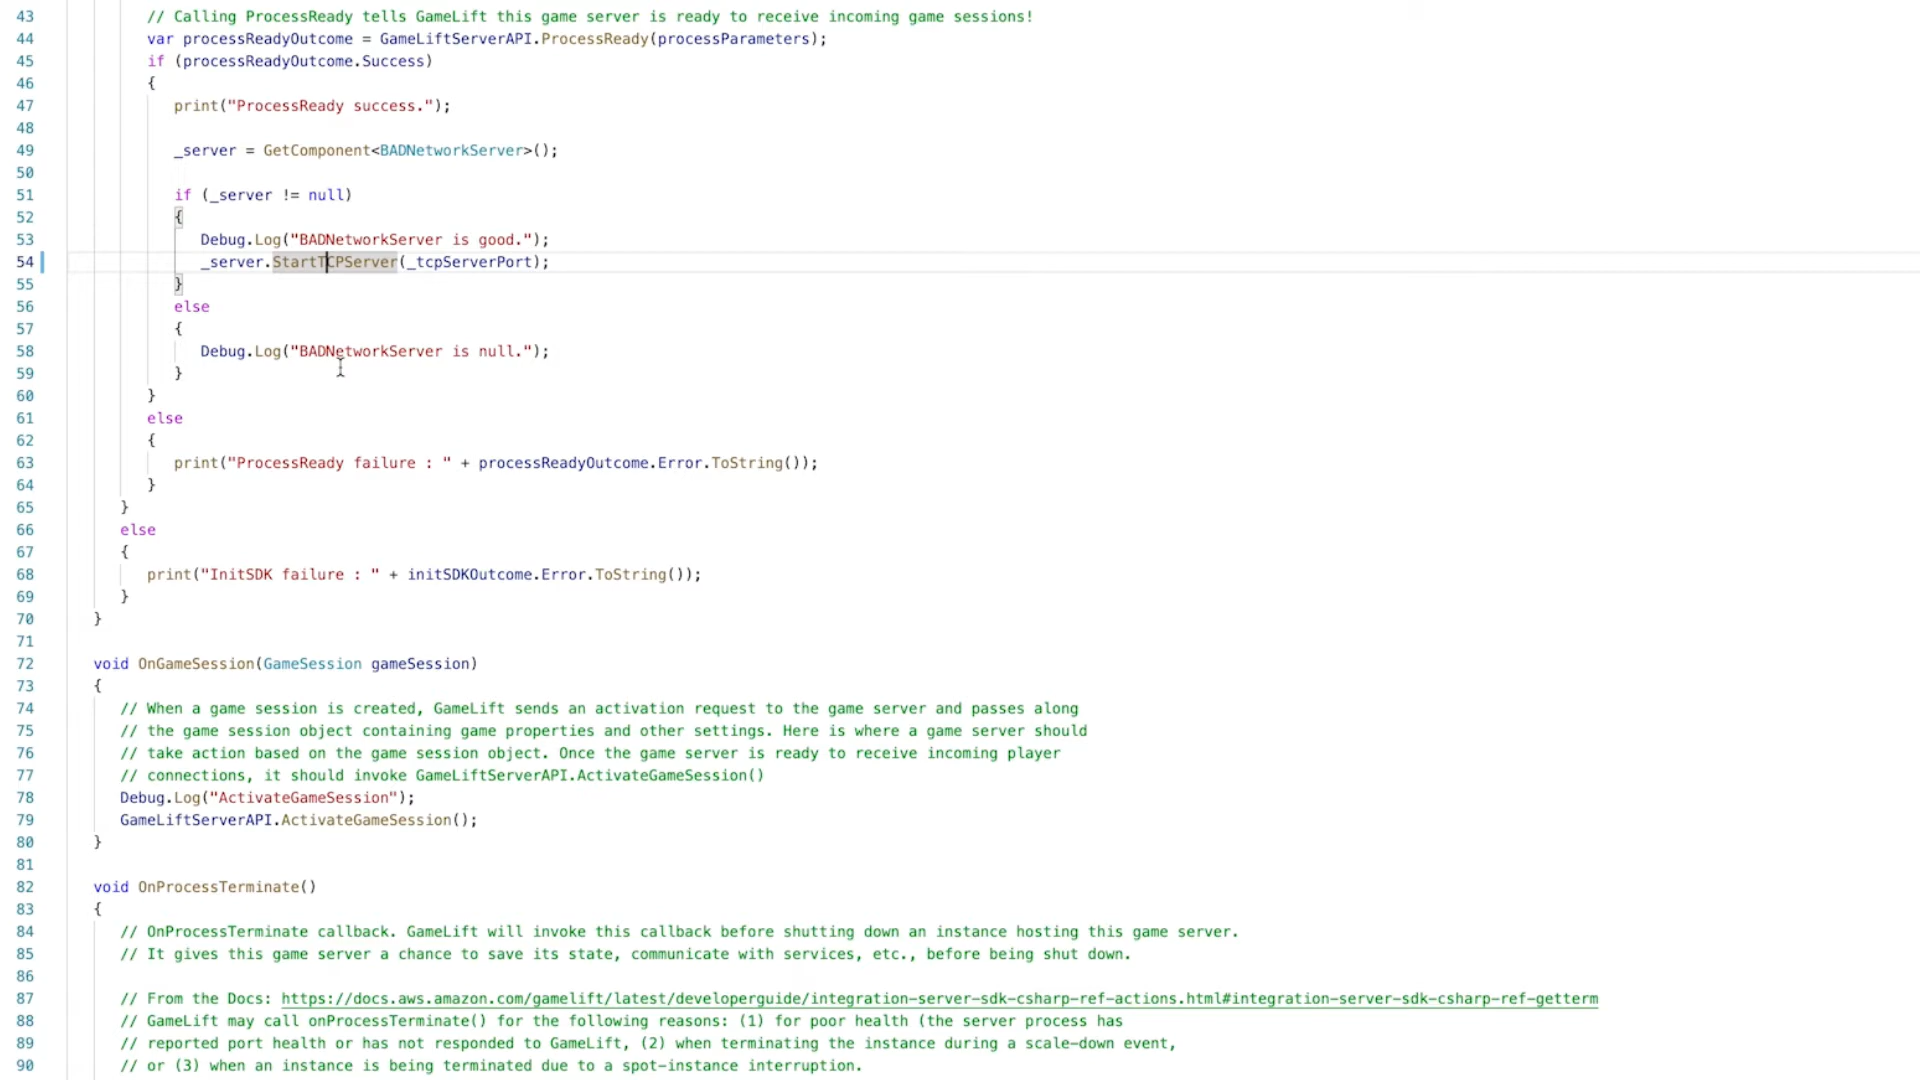 43 // Calling ProcessReady tells GameLift this game server is ready to receive incoming game sessions!
44 var processReadyOutcome = GameLiftServerAPI.ProcessReady(processParameters);
45 if (processReadyOutcome.Success)
46 {
47 print("ProcessReady success.");
48
49 _server = GetComponent<BADNetworkServer>();
50
51 if (_server != null)
52 {
53 Debug.Log("BADNetworkServer is good.");
54 _server.StartTCPServer(_tcpServerPort);
55 }
56 else
57 {
58 Debug.Log("BADNetworkServer is null.");
59 }
60 }
61 else
62 {
63 print("ProcessReady failure : " + processReadyOutcome.Error.ToString());
64 }
65 }
66 else
67 {
68 print("InitSDK failure : " + initSDKOutcome.Error.ToString());
69 }
70 }
71
72 void OnGameSession(GameSession gameSession)
73 {
74 // When a game session is created, GameLift sends an activation request to the game server and passes along
75 // the game session object containing game properties and other settings. Here is where a game server should
76 // take action based on the game session object. Once the game server is ready to receive incoming player
77 // connections, it should invoke GameLiftServerAPI.ActivateGameSession()
78 Debug.Log("ActivateGameSession");
79 GameLiftServerAPI.ActivateGameSession();
80 }
81
82 void OnProcessTerminate()
83 {
84 // OnProcessTerminate callback. GameLift will invoke this callback before shutting down an instance hosting this game server.
85 // It gives this game server a chance to save its state, communicate with services, etc., before being shut down.
86
87 // From the Docs: https://docs.aws.amazon.com/gamelift/latest/developerguide/integration-server-sdk-csharp-ref-actions.html#integration-server-sdk-csharp-ref-getterm
88 // GameLift may call onProcessTerminate() for the following reasons: (1) for poor health (the server process has
89 // reported port health or has not responded to GameLift, (2) when terminating the instance during a scale-down event,
90 // or (3) when an instance is being terminated due to a spot-instance interruption.